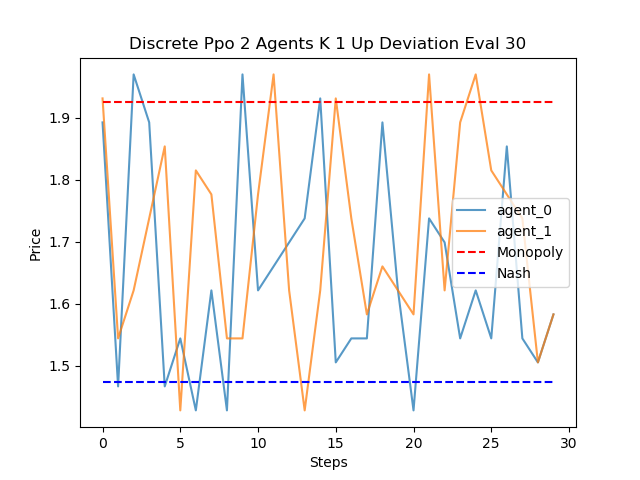 Discrete Ppo 2 Agents K 1 Up Deviation Eval 30
Price
1.9
1.8
1.7
1.6
1.5
agent_0
agent_1
Monopoly
Nash
0
5
10
15
20
25
30
Steps